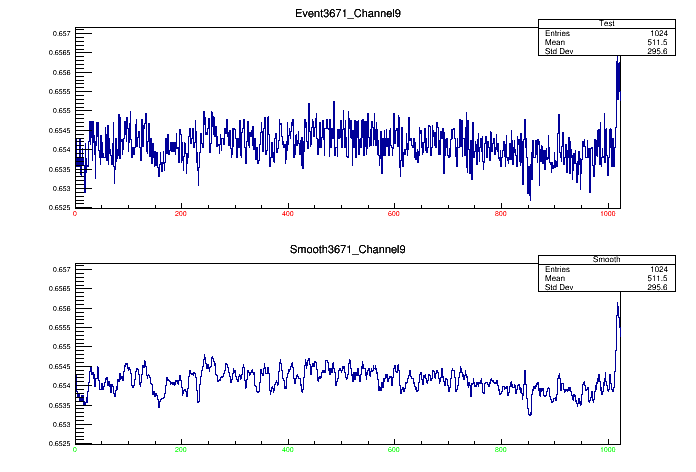 Event3671_Channel9
Test
Entries 1024
Mean 511.5
Std Dev 295.6
0.657
0.6565
0.656
0.6555
0.655
0.6545
0.654
0.6535
0.653
0.6525
0 200 400 600 800 1000
Smooth3671_Channel9
Smooth
Entries 1024
Mean 511.5
Std Dev 295.6
0.657
0.6565
0.656
0.6555
0.655
0.6545
0.654
0.6535
0.653
0.6525
0 200 400 600 800 1000